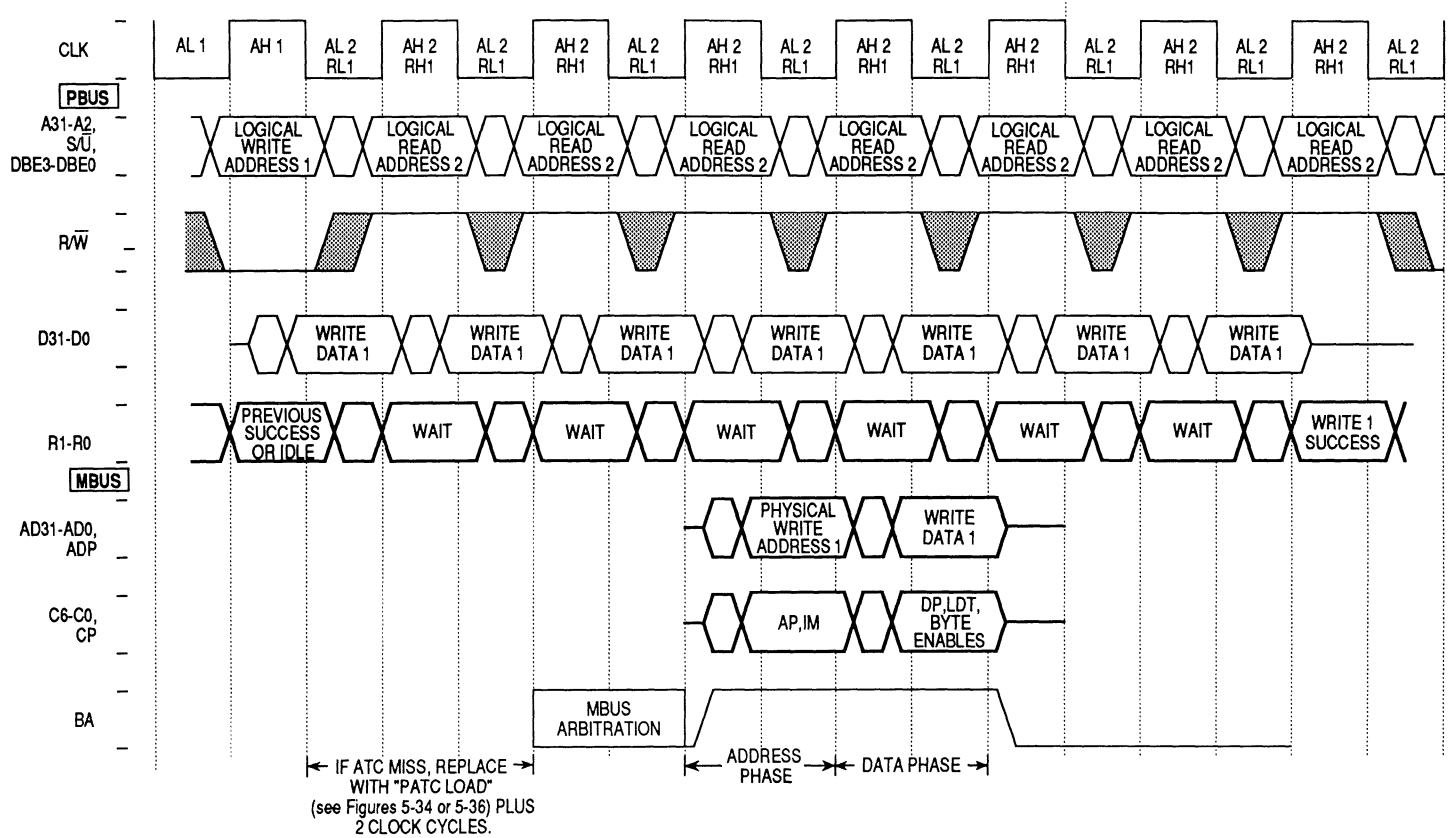 CLK
AL 1
AH 1
AL 2
RL1
AH 2
RH1
AL 2
RL1
AH 2
RH1
AL 2
RL1
AH 2
RH1
AL 2
RL1
AH 2
RH1
AL 2
RL1
AH 2
RH1
AL 2
RL1
AH 2
RH1
AL 2
RL1
AH 2
RH1
AL 2
RL1
PBUS
A31-A2,
S/U̅,
DBE3-DBE0
LOGICAL
WRITE
ADDRESS 1
LOGICAL
READ
ADDRESS 2
LOGICAL
READ
ADDRESS 2
LOGICAL
READ
ADDRESS 2
LOGICAL
READ
ADDRESS 2
LOGICAL
READ
ADDRESS 2
LOGICAL
READ
ADDRESS 2
LOGICAL
READ
ADDRESS 2
R/W̅
D31-D0
WRITE
DATA 1
WRITE
DATA 1
WRITE
DATA 1
WRITE
DATA 1
WRITE
DATA 1
WRITE
DATA 1
WRITE
DATA 1
R1-R0
PREVIOUS
SUCCESS
OR IDLE
WAIT
WAIT
WAIT
WAIT
WAIT
WAIT
WRITE 1
SUCCESS
MBUS
AD31-AD0,
ADP
PHYSICAL
WRITE
ADDRESS 1
WRITE
DATA 1
C6-C0,
CP
AP,IM
DP,LDT,
BYTE
ENABLES
BA
MBUS
ARBITRATION
IF ATC MISS, REPLACE
WITH "PATC LOAD"
(see Figures 5-34 or 5-36) PLUS
2 CLOCK CYCLES.
ADDRESS
PHASE
DATA PHASE